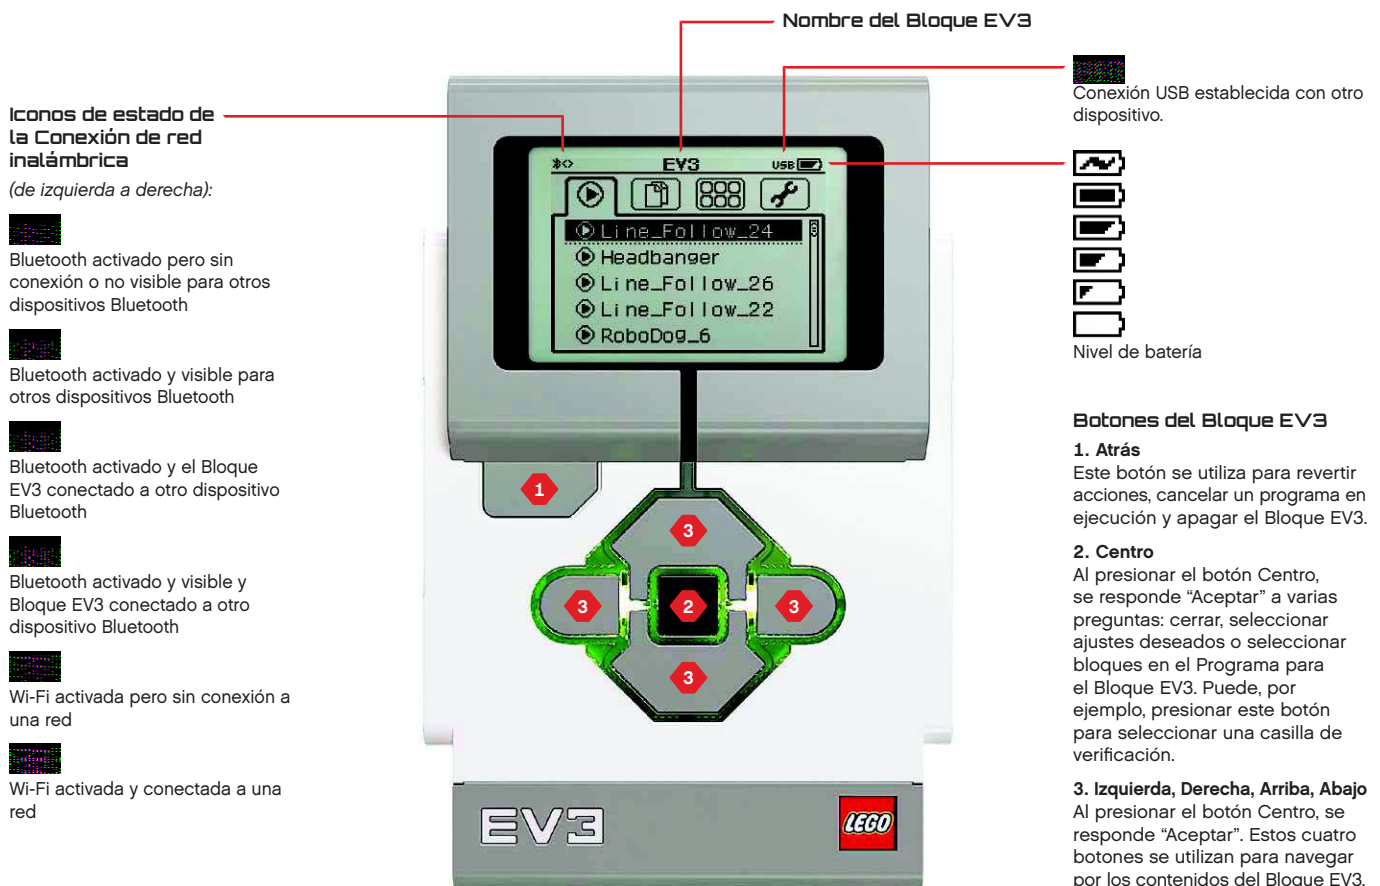 Nombre del Bloque EV3
Iconos de estado de
la Conexión de red
inalámbrica
(de izquierda a derecha):
Bluetooth activado pero sin
conexión o no visible para otros
dispositivos Bluetooth
Bluetooth activado y visible para
otros dispositivos Bluetooth
Bluetooth activado y el Bloque
EV3 conectado a otro dispositivo
Bluetooth
Bluetooth activado y visible y
Bloque EV3 conectado a otro
dispositivo Bluetooth
Wi-Fi activada pero sin conexión a
una red
Wi-Fi activada y conectada a una
red
EV3
USB
Line_Follow_24
Headbanger
Line_Follow_26
Line_Follow_22
RoboDog_6
1
3
3
2
3
3
EV3
LEGO
Conexión USB establecida con otro
dispositivo.
Nivel de batería
Botones del Bloque EV3
1. Atrás
Este botón se utiliza para revertir
acciones, cancelar un programa en
ejecución y apagar el Bloque EV3.
2. Centro
Al presionar el botón Centro,
se responde “Aceptar” a varias
preguntas: cerrar, seleccionar
ajustes deseados o seleccionar
bloques en el Programa para
el Bloque EV3. Puede, por
ejemplo, presionar este botón
para seleccionar una casilla de
verificación.
3. Izquierda, Derecha, Arriba, Abajo
Al presionar el botón Centro, se
responde “Aceptar”. Estos cuatro
botones se utilizan para navegar
por los contenidos del Bloque EV3.